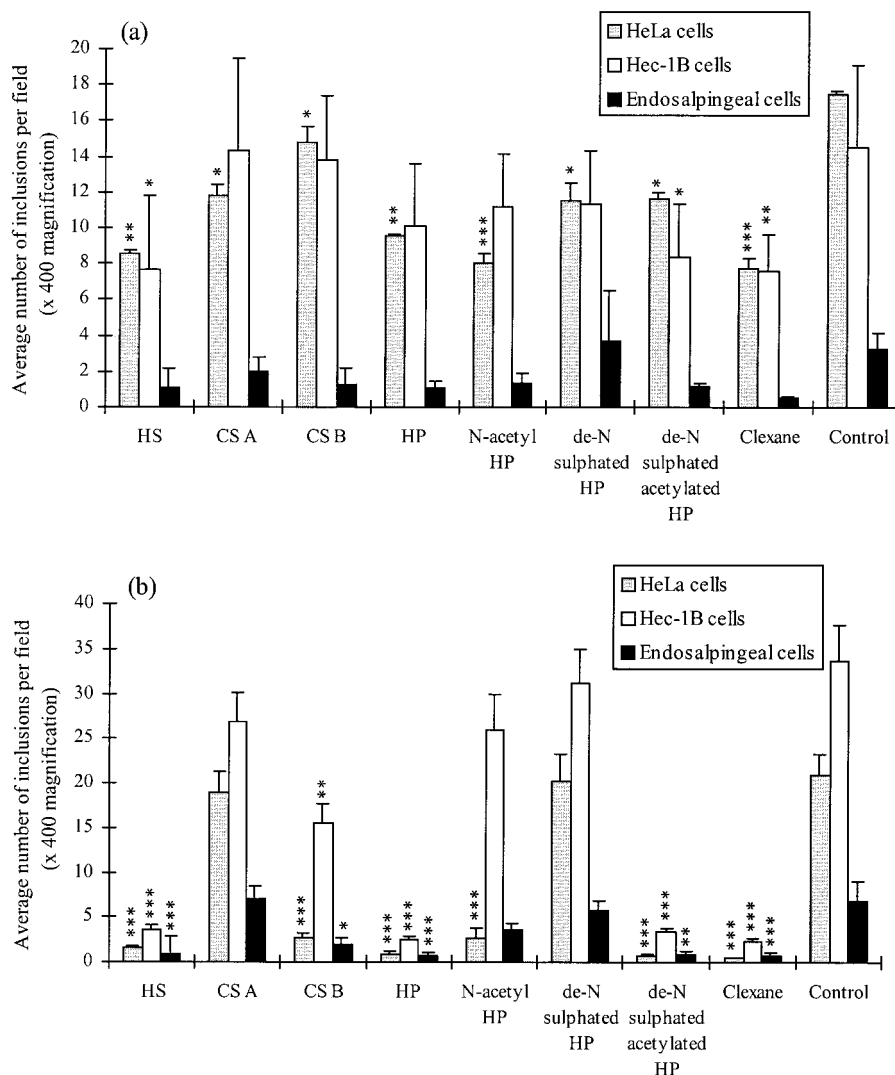 (a)
HeLa cells
Hec-1B cells
Endosalpingeal cells
Average number of inclusions per field
(x 400 magnification)
20
18
16
14
12
10
8
6
4
2
0
** * * * ** *** * * * *** **
HS CS A CS B HP N-acetyl HP de-N sulphated HP de-N sulphated acetylated HP Clexane Control
(b)
HeLa cells
Hec-1B cells
Endosalpingeal cells
Average number of inclusions per field
(x 400 magnification)
40
35
30
25
20
15
10
5
0
*** *** *** *** ** * *** *** *** *** *** *** ** *** *** ***
HS CS A CS B HP N-acetyl HP de-N sulphated HP de-N sulphated acetylated HP Clexane Control